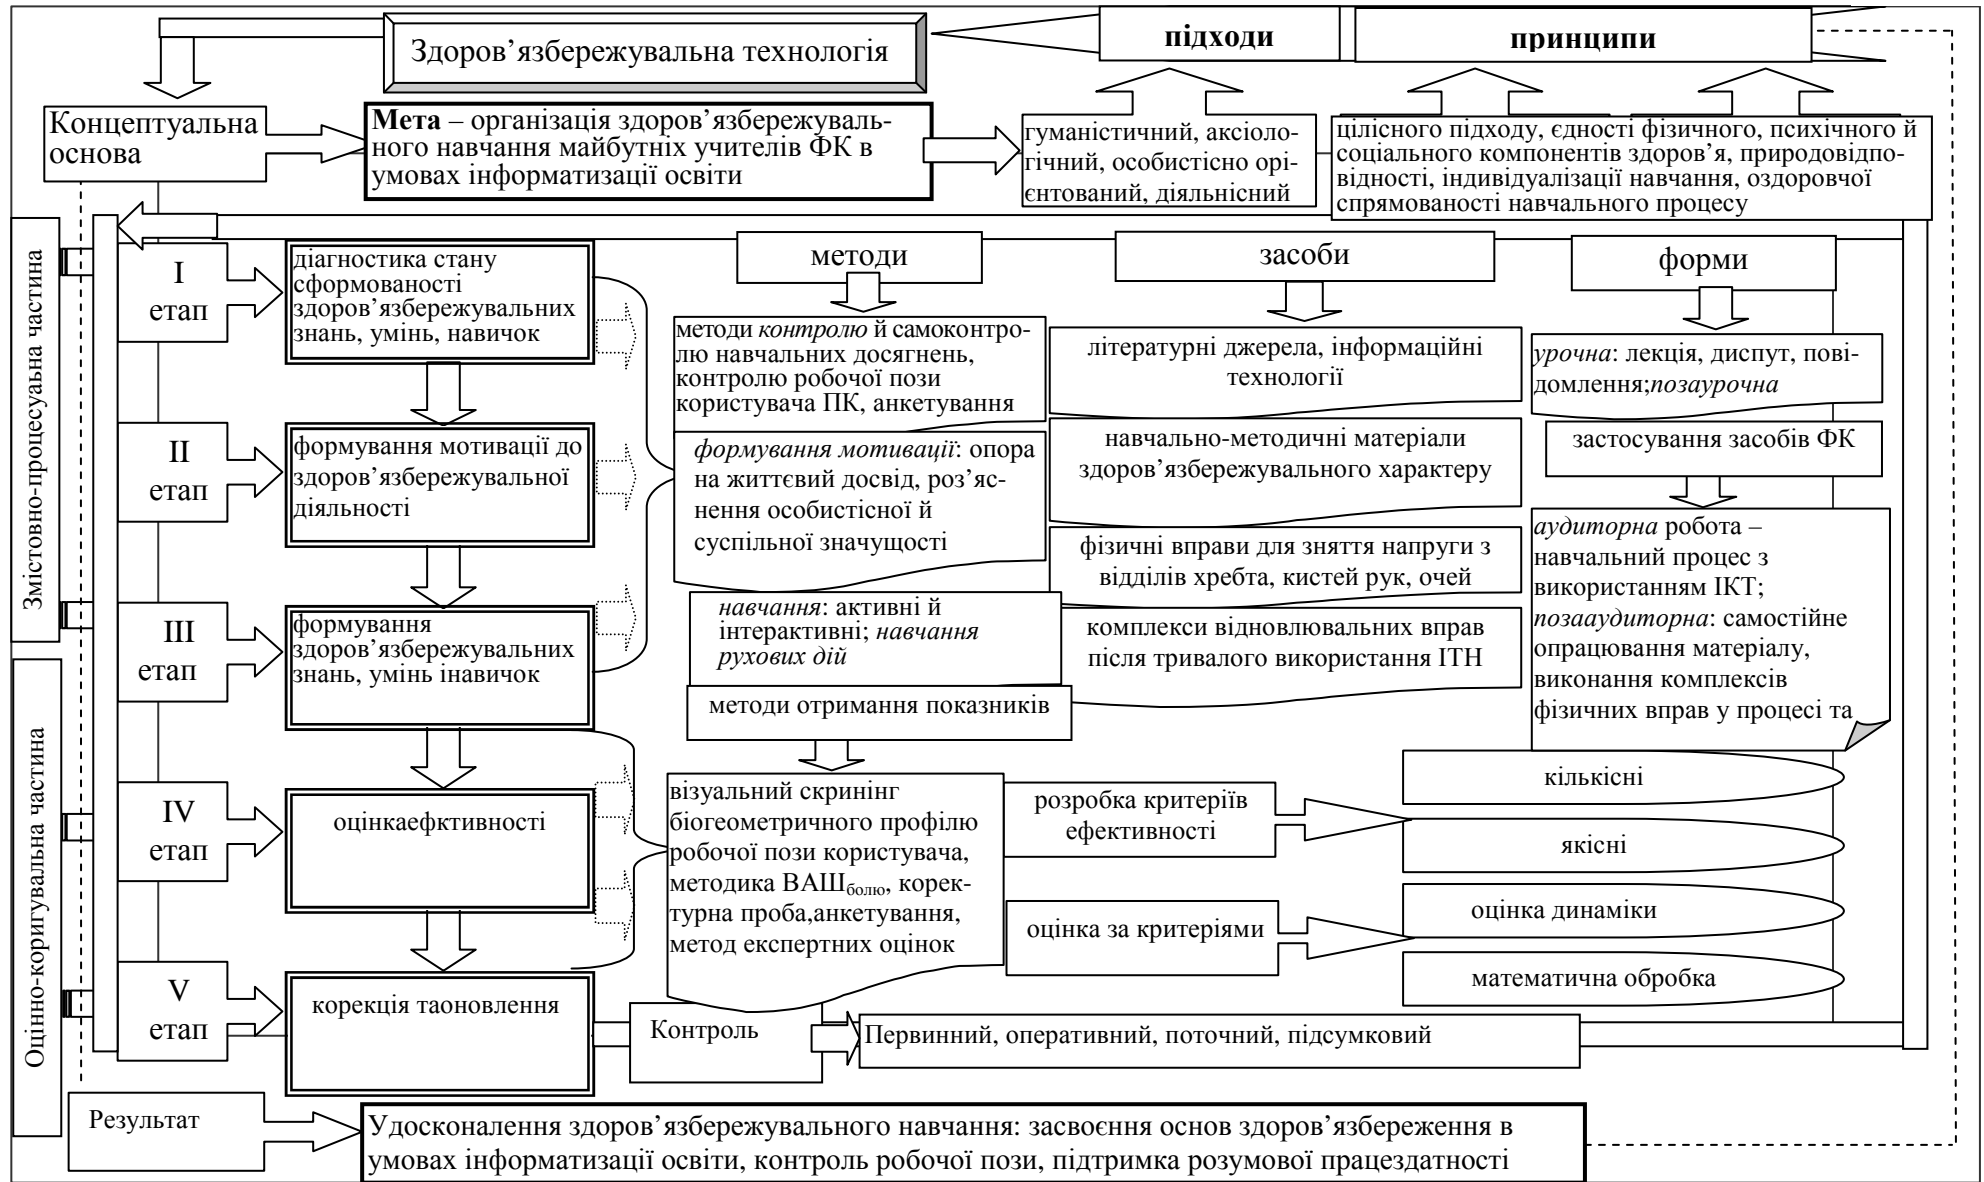 Здоров’язбережувальна технологія
підходи
принципи
Концептуальна
основа
Мета – організація здоров’язбережуваль-
ного навчання майбутніх учителів ФК в
умовах інформатизації освіти
гуманістичний, аксіоло-
гічний, особистісно орі-
єнтований, діяльнісний
цілісного підходу, єдності фізичного, психічного й
соціального компонентів здоров’я, природовідпо-
відності, індивідуалізації навчання, оздоровчої
спрямованості навчального процесу
Змістовно-процесуаьна частина
Оцінно-коригувальна частина
I
етап
діагностика стану
сформованості
здоров’язбережувальних
знань, умінь, навичок
II
етап
формування мотивації до
здоров’язбережувальної
діяльності
III
етап
формування
здоров’язбережувальних
знань, умінь інавичок
IV
етап
оцінкаефктивності
V
етап
корекція таоновлення
методи
методи контролю й самоконтро-
лю навчальних досягнень,
контролю робочої пози
користувача ПК, анкетування
формування мотивації: опора
на життєвий досвід, роз’яс-
нення особистісної й
суспільної значущості
навчання: активні й
інтерактивні; навчання
рухових дій
методи отримання показників
візуальний скринінг
біогеометричного профілю
робочої пози користувача,
методика ВАШболю, корек-
турна проба,анкетування,
метод експертних оцінок
засоби
літературні джерела, інформаційні
технології
навчально-методичні матеріали
здоров’язбережувального характеру
фізичні вправи для зняття напруги з
відділів хребта, кистей рук, очей
комплекси відновлювальних вправ
після тривалого використання ІТН
форми
урочна: лекція, диспут, пові-
домлення;позаурочна
застосування засобів ФК
аудиторна робота –
навчальний процес з
використанням ІКТ;
позааудиторна: самостійне
опрацювання матеріалу,
виконання комплексів
фізичних вправ у процесі та
розробка критеріїв
ефективності
кількісні
якісні
оцінка за критеріями
оцінка динаміки
математична обробка
Контроль
Первинний, оперативний, поточний, підсумковий
Результат
Удосконалення здоров’язбережувального навчання: засвоєння основ здоров’язбереження в
умовах інформатизації освіти, контроль робочої пози, підтримка розумової працездатності